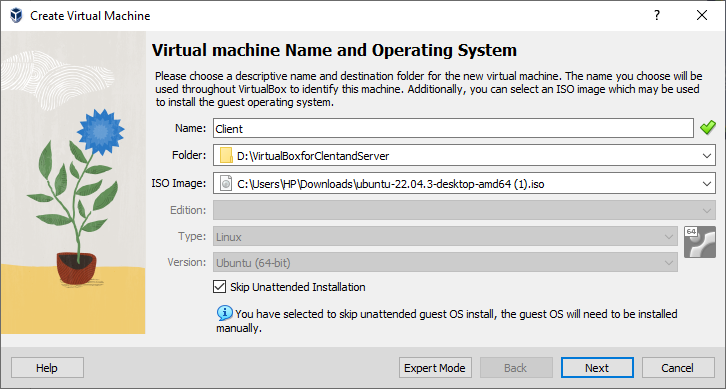 Create Virtual Machine
?
Virtual machine Name and Operating System
Please choose a descriptive name and destination folder for the new virtual machine. The name you choose will be
used throughout VirtualBox to identify this machine. Additionally, you can select an ISO image which may be used
to install the guest operating system.
Name: Client
Folder: D:\VirtualBoxforClentandServer
ISO Image: C:\Users\HP\Downloads\ubuntu-22.04.3-desktop-amd64 (1).iso
Edition:
Type: Linux
64
Version: Ubuntu (64-bit)
Skip Unattended Installation
You have selected to skip unattended guest OS install, the guest OS will need to be installed
manually.
Help Expert Mode Back Next Cancel